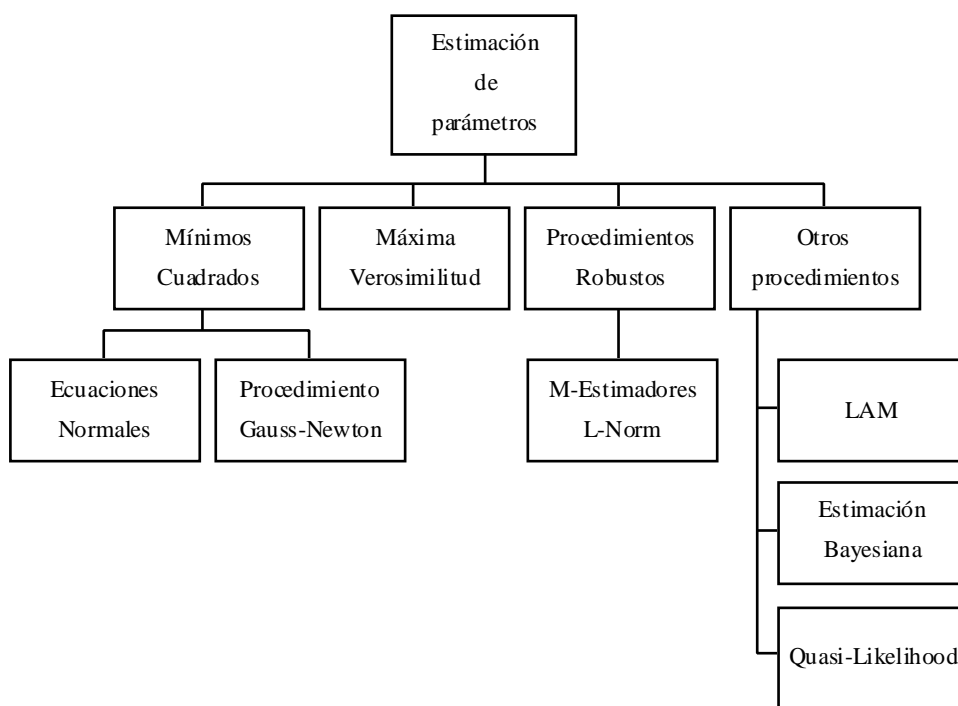 Estimación
de
parámetros
Mínimos
Cuadrados
Máxima
Verosimilitud
Procedimientos
Robustos
Otros
procedimientos
Ecuaciones
Normales
Procedimiento
Gauss-Newton
M-Estimadores
L-Norm
LAM
Estimación
Bayesiana
Quasi-Likelihood